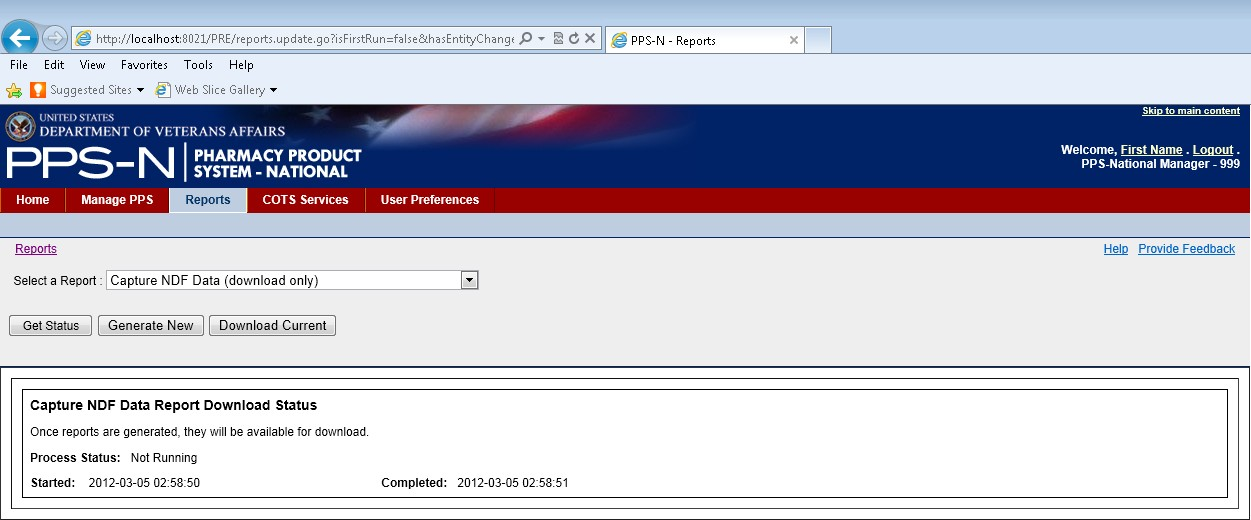 http://localhost:8021/PRE/reports.update.go?isFirstRun=false&hasEntityChange
PPS-N - Reports
File Edit View Favorites Tools Help
Suggested Sites Web Slice Gallery
Skip to main content
UNITED STATES
DEPARTMENT OF VETERANS AFFAIRS
PPS-N PHARMACY PRODUCT
SYSTEM - NATIONAL
Welcome, First Name . Logout .
PPS-National Manager - 999
Home Manage PPS Reports COTS Services User Preferences
Reports Help Provide Feedback
Select a Report : Capture NDF Data (download only)
Get Status Generate New Download Current
Capture NDF Data Report Download Status
Once reports are generated, they will be available for download.
Process Status: Not Running
Started: 2012-03-05 02:58:50 Completed: 2012-03-05 02:58:51